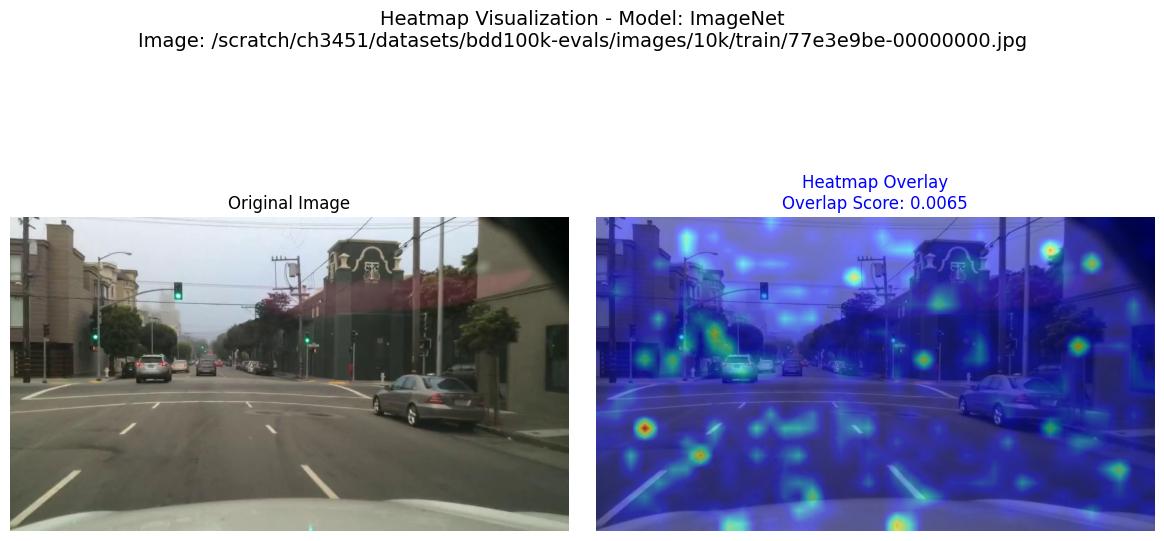 Heatmap Visualization - Model: ImageNet
Image: /scratch/ch3451/datasets/bdd100k-evals/images/10k/train/77e3e9be-00000000.jpg
Original Image
Heatmap Overlay
Overlap Score: 0.0065